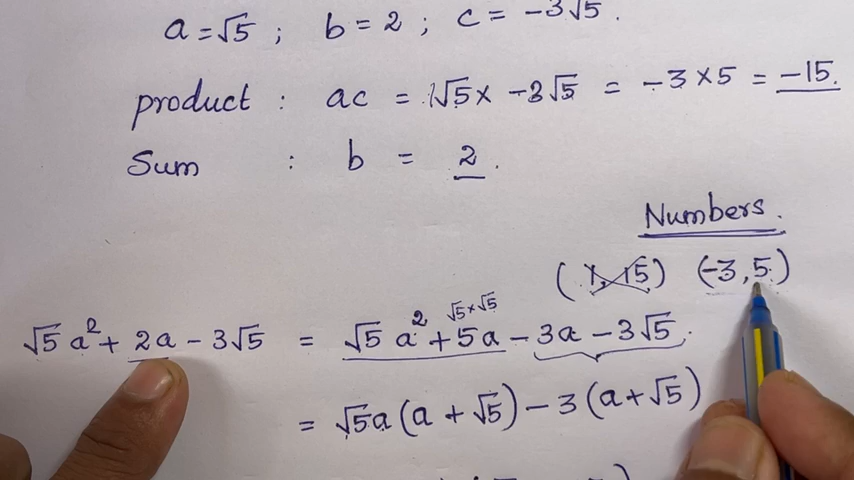 a = √5 ; b = 2 ; c = -3√5 .
product : ac = √5 × -3√5 = -3 × 5 = -15.
Sum : b = 2 .
Numbers.
(1, 15) (-3, 5)
√5 × √5
√5 a² + 2a - 3√5 = √5 a² + 5a - 3a - 3√5.
= √5a (a + √5) - 3 (a + √5)